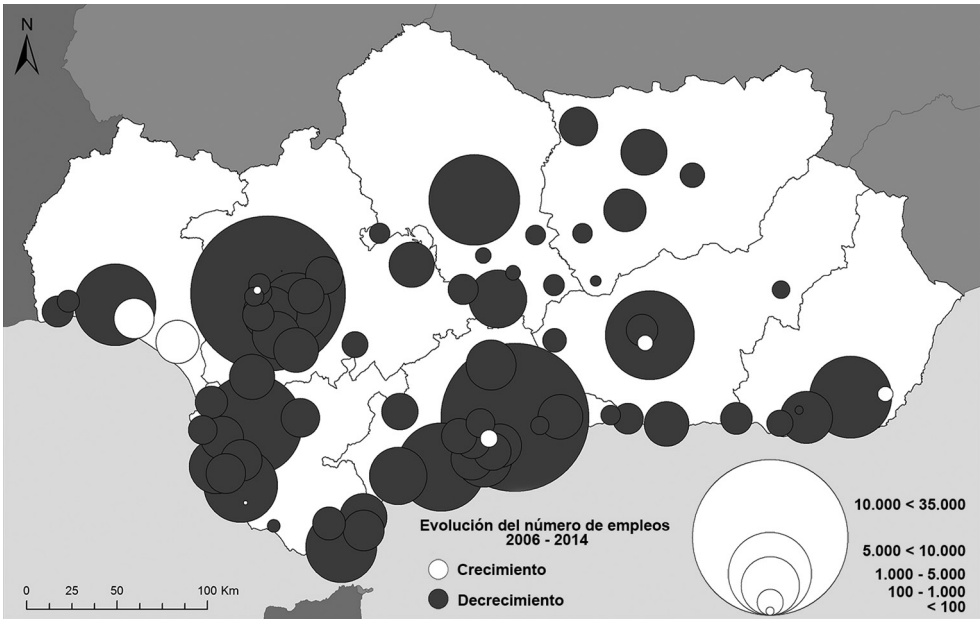 N
Evolución del número de empleos
2006 - 2014
Crecimiento
Decrecimiento
10.000 < 35.000
5.000 < 10.000
1.000 - 5.000
100 - 1.000
< 100
0 25 50 100 Km